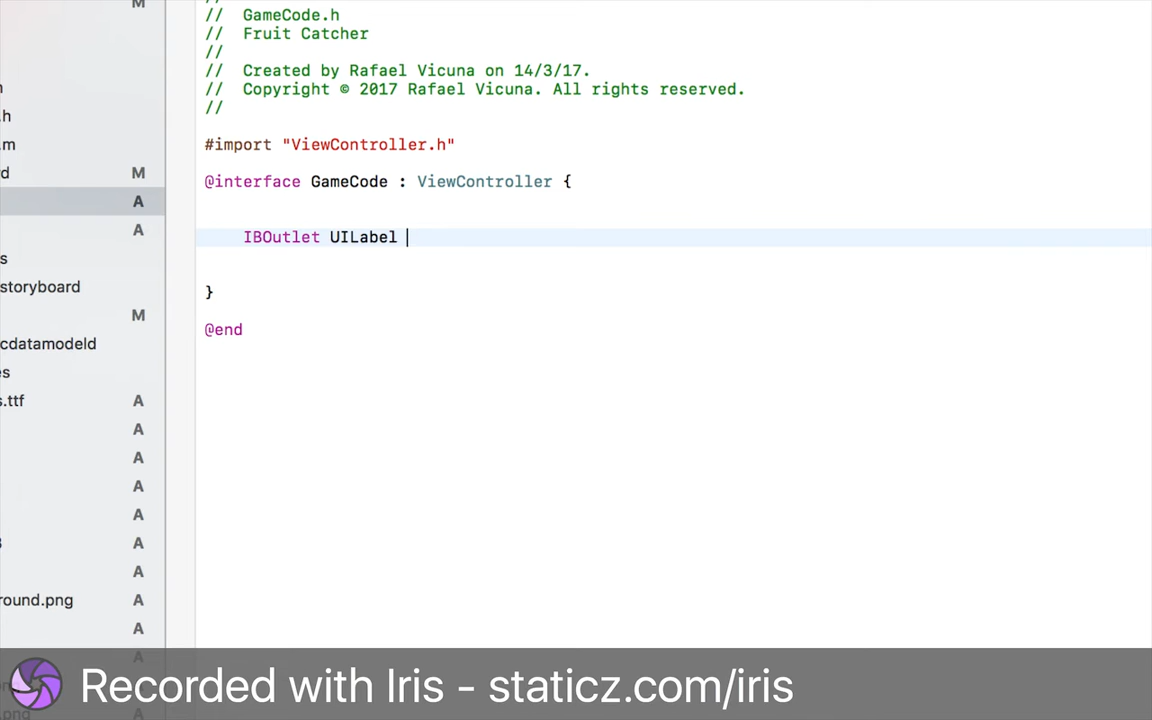 //
// GameCode.h
// Fruit Catcher
//
// Created by Rafael Vicuna on 14/3/17.
// Copyright © 2017 Rafael Vicuna. All rights reserved.
//
#import "ViewController.h"
@interface GameCode : ViewController {
IBOutlet UILabel
}
@end
M
.h
.m
M
A
A
storyboard
M
cdatamodeld
.ttf
A
A
A
A
A
A
A
round.png
A
A
A
.png
A
Recorded with Iris - staticz.com/iris